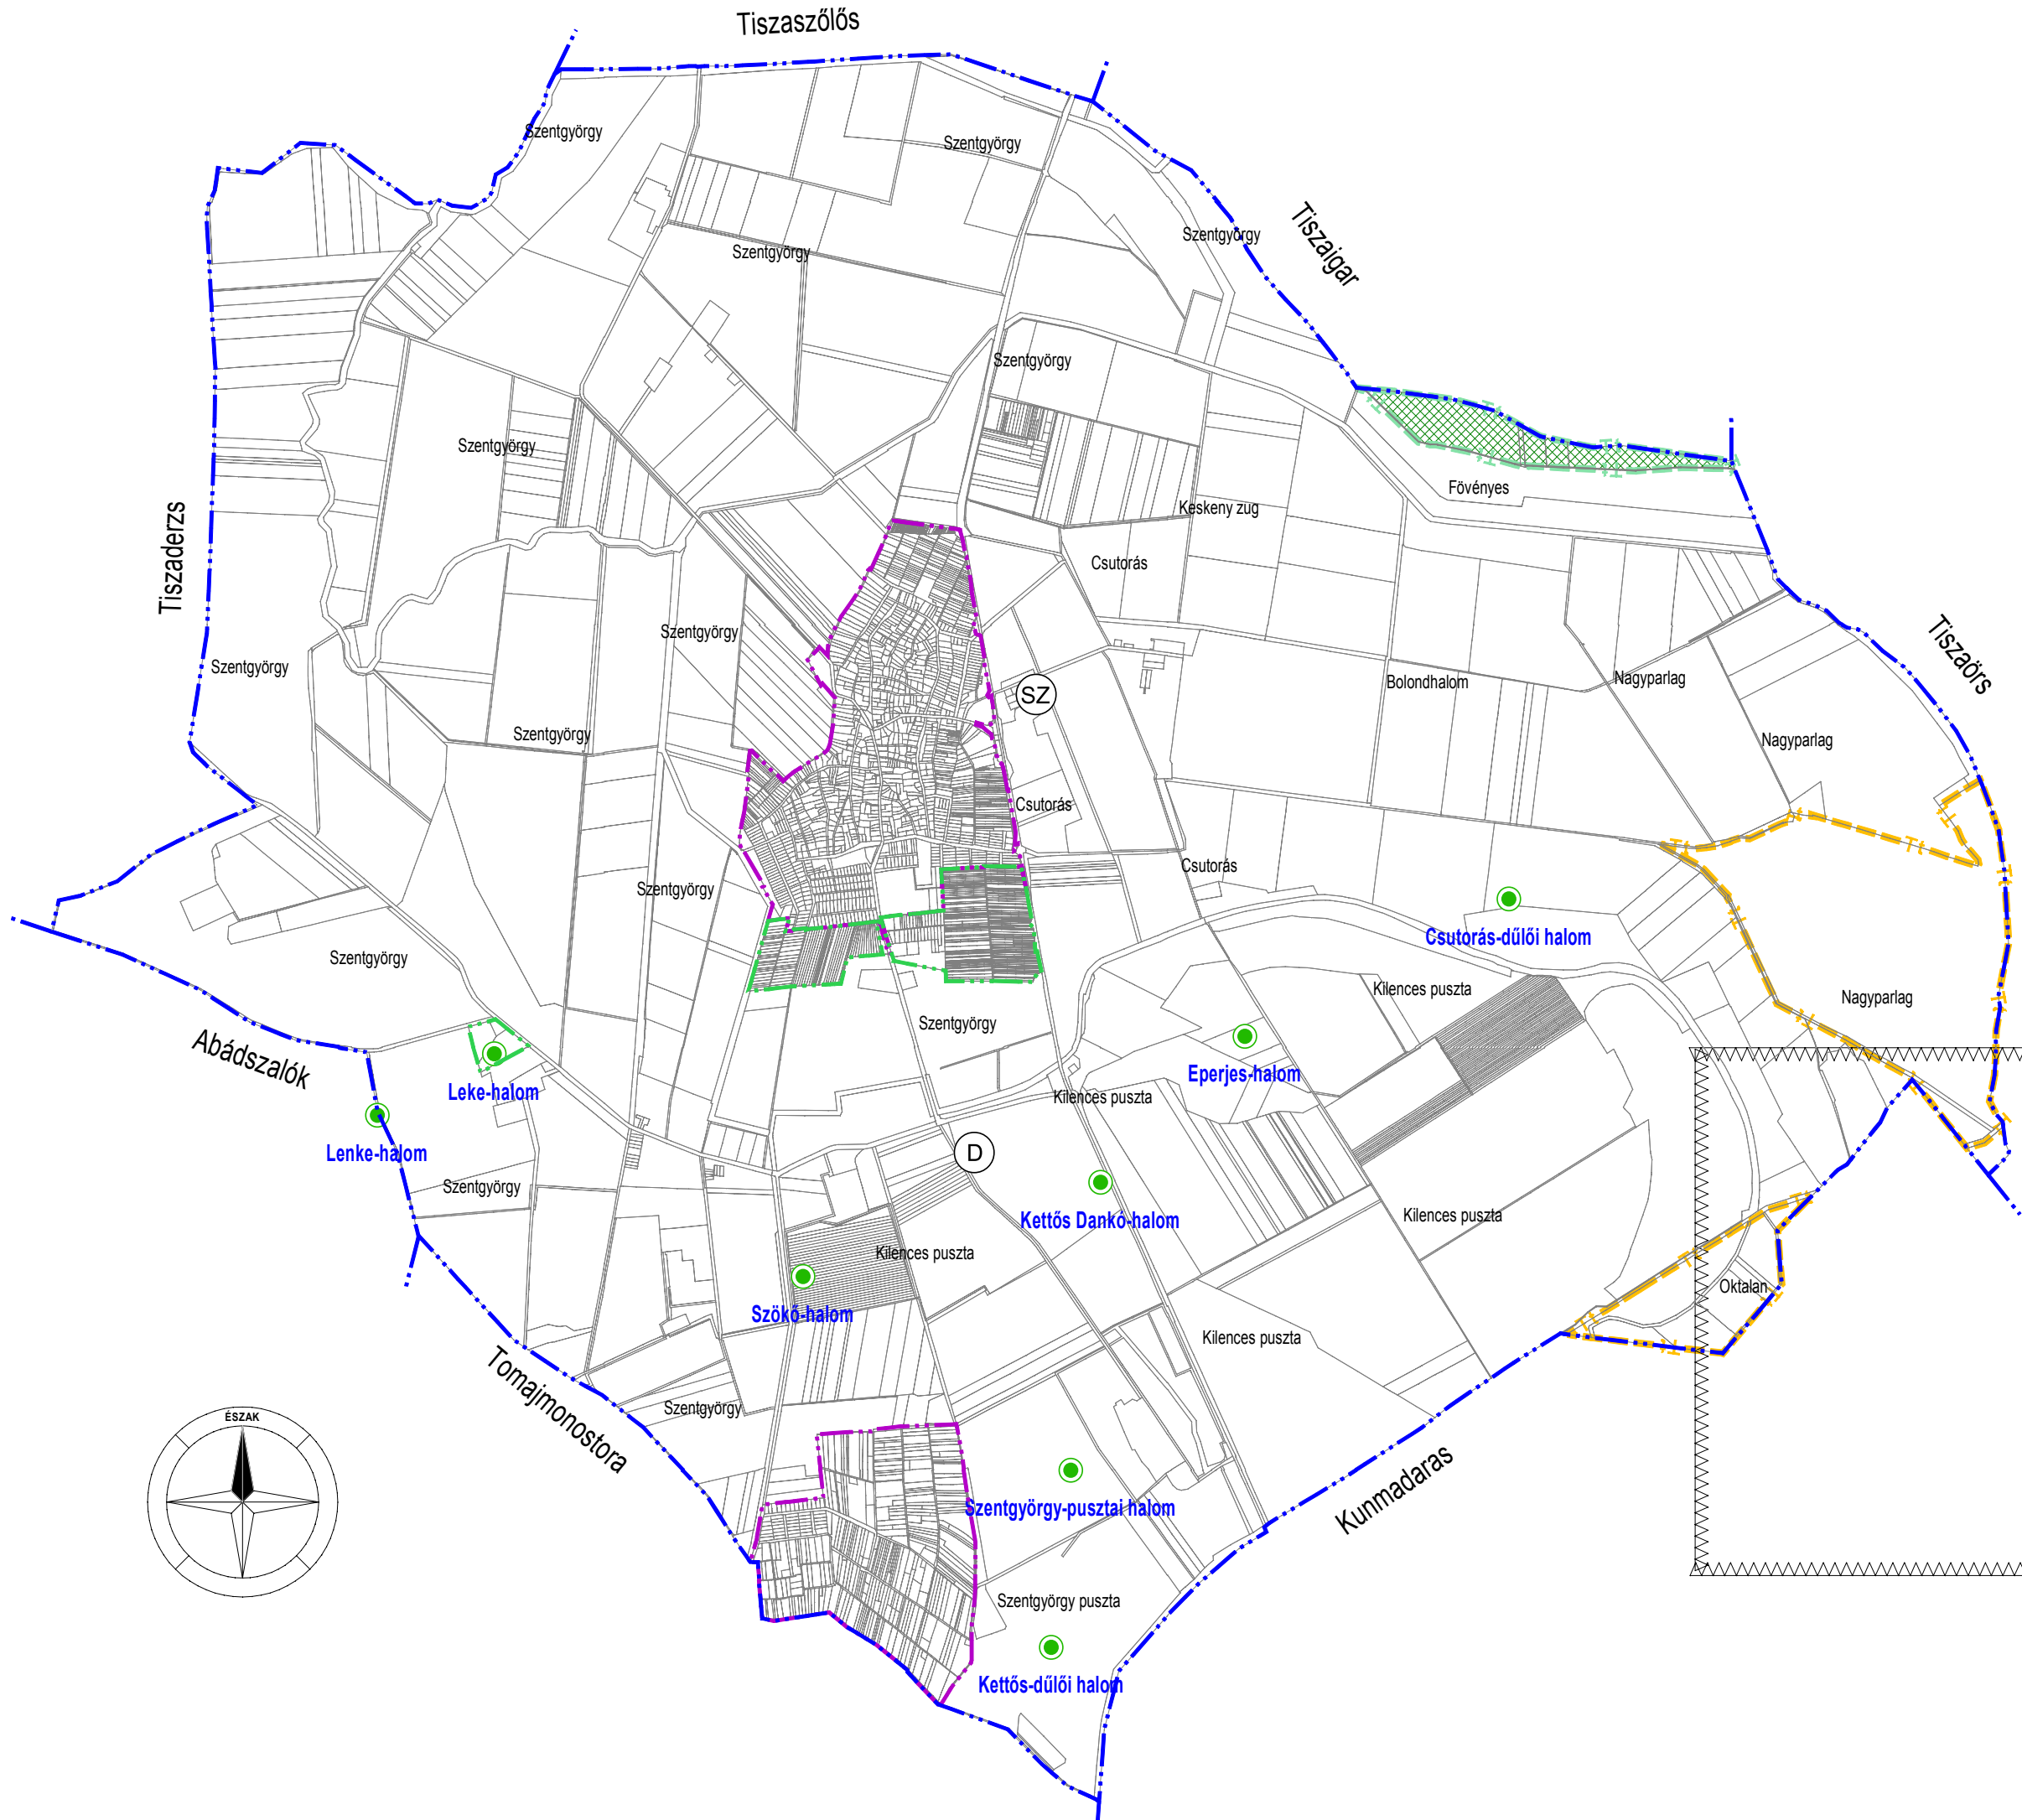 Tiszaszőlős
Szentgyörgy
Szentgyörgy
Szentgyörgy
Tiszaigar
Szentgyörgy
Szentgyörgy
Szentgyörgy
Fövényes
Keskeny zug
Tiszaderzs
Csutorás
Szentgyörgy
Szentgyörgy
Tiszaörs
Nagyparlag
Bolondhalom
SZ
Szentgyörgy
Nagyparlag
Csutorás
Csutorás
Szentgyörgy
Csutorás-dűlői halom
Szentgyörgy
Kilences puszta
Nagyparlag
Szentgyörgy
Abádszalók
Eperjes-halom
Leke-halom
Kilences puszta
Lenke-halom
D
Szentgyörgy
Kettős Dankó-halom
Kilences puszta
Kilences puszta
Oktalan
Szökő-halom
Kilences puszta
Tomajmonostora
Szentgyörgy
ÉSZAK
Kunmadaras
Szentgyörgy-pusztai halom
Szentgyörgy puszta
Kettős-dűlői halom